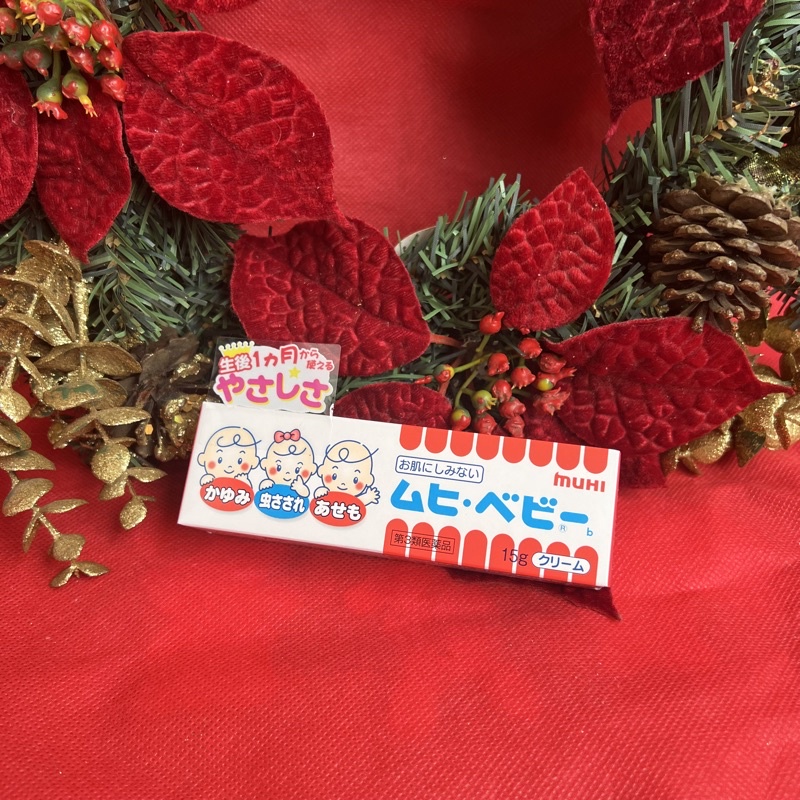 生後1ヵ月から使える
やさしさ
かゆみ
虫さされ
あせも
お肌にしみない
MUHI
ムヒ・ベビー®b
第3類医薬品
15g クリーム